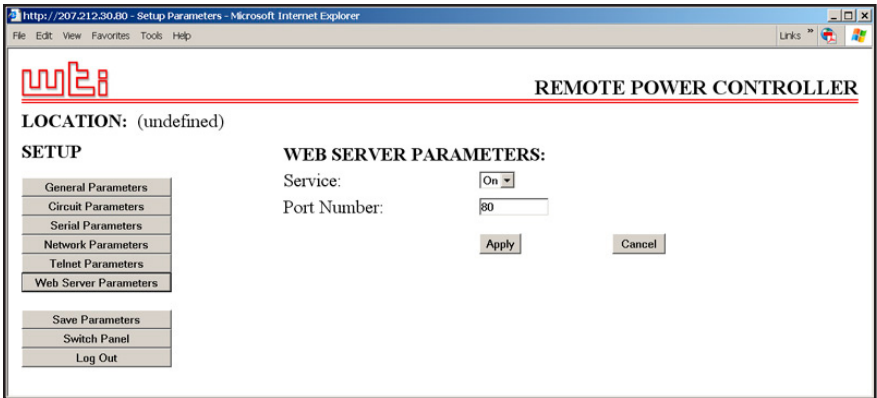 http://207.212.30.80 - Setup Parameters - Microsoft Internet Explorer
File Edit View Favorites Tools Help Links »
wti
REMOTE POWER CONTROLLER
LOCATION: (undefined)
SETUP
WEB SERVER PARAMETERS:
Service: On
Port Number: 80
Apply Cancel
General Parameters
Circuit Parameters
Serial Parameters
Network Parameters
Telnet Parameters
Web Server Parameters
Save Parameters
Switch Panel
Log Out